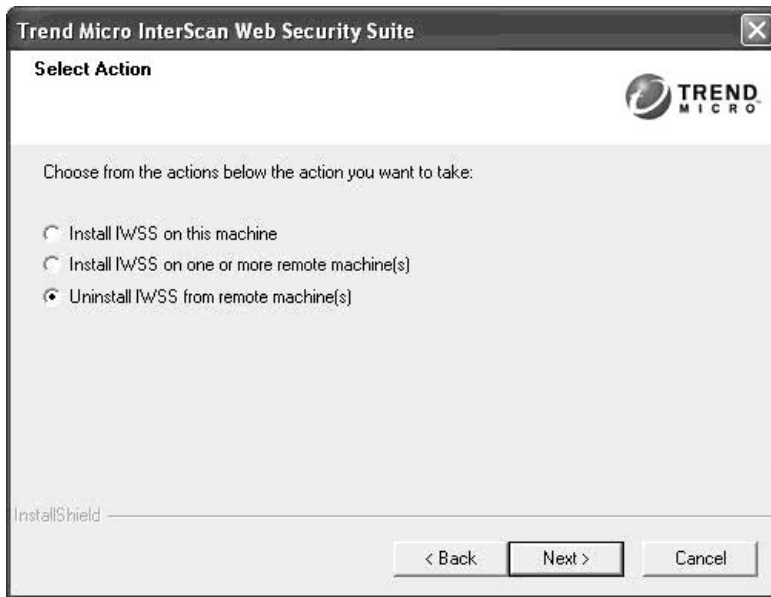 Trend Micro InterScan Web Security Suite
Select Action
TREND
MICRO
Choose from the actions below the action you want to take:
Install IWSS on this machine
Install IWSS on one or more remote machine(s)
Uninstall IWSS from remote machine(s)
InstallShield
< Back
Next >
Cancel